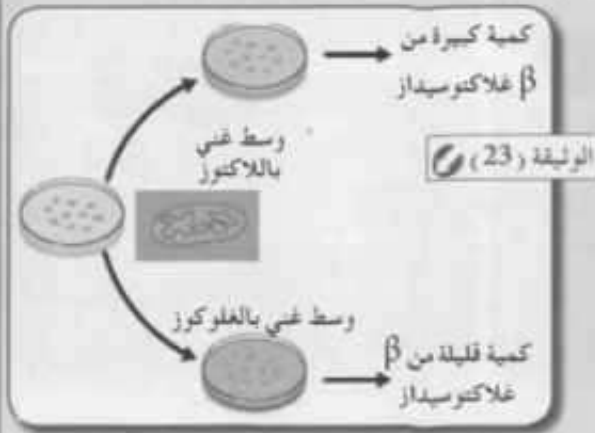 كمية كبيرة من
β غلاكتوسيداز
وسط غني
باللاكتوز
الوثيقة (23)
وسط غني بالغلوكوز
كمية قليلة من β
غلاكتوسيداز